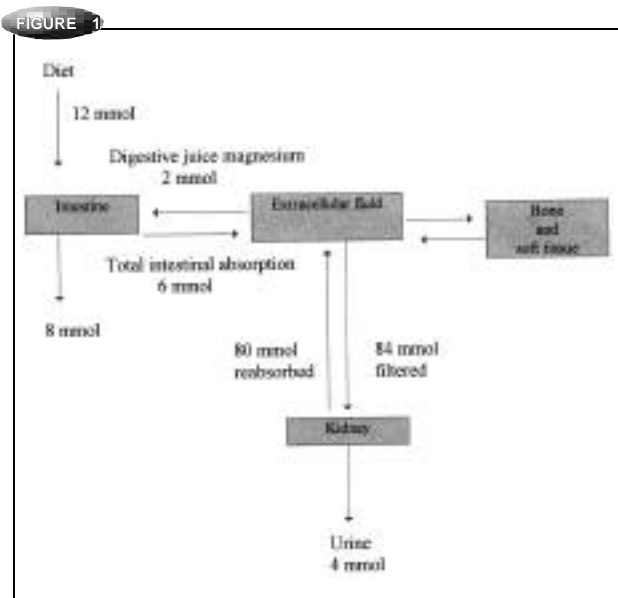 FIGURE 1
Diet
12 mmol
Digestive juice magnesium
2 mmol
Intestine
Extracellular fluid
Bone
and
soft tissue
Total intestinal absorption
6 mmol
8 mmol
80 mmol
reabsorbed
84 mmol
filtered
Kidney
Urine
4 mmol